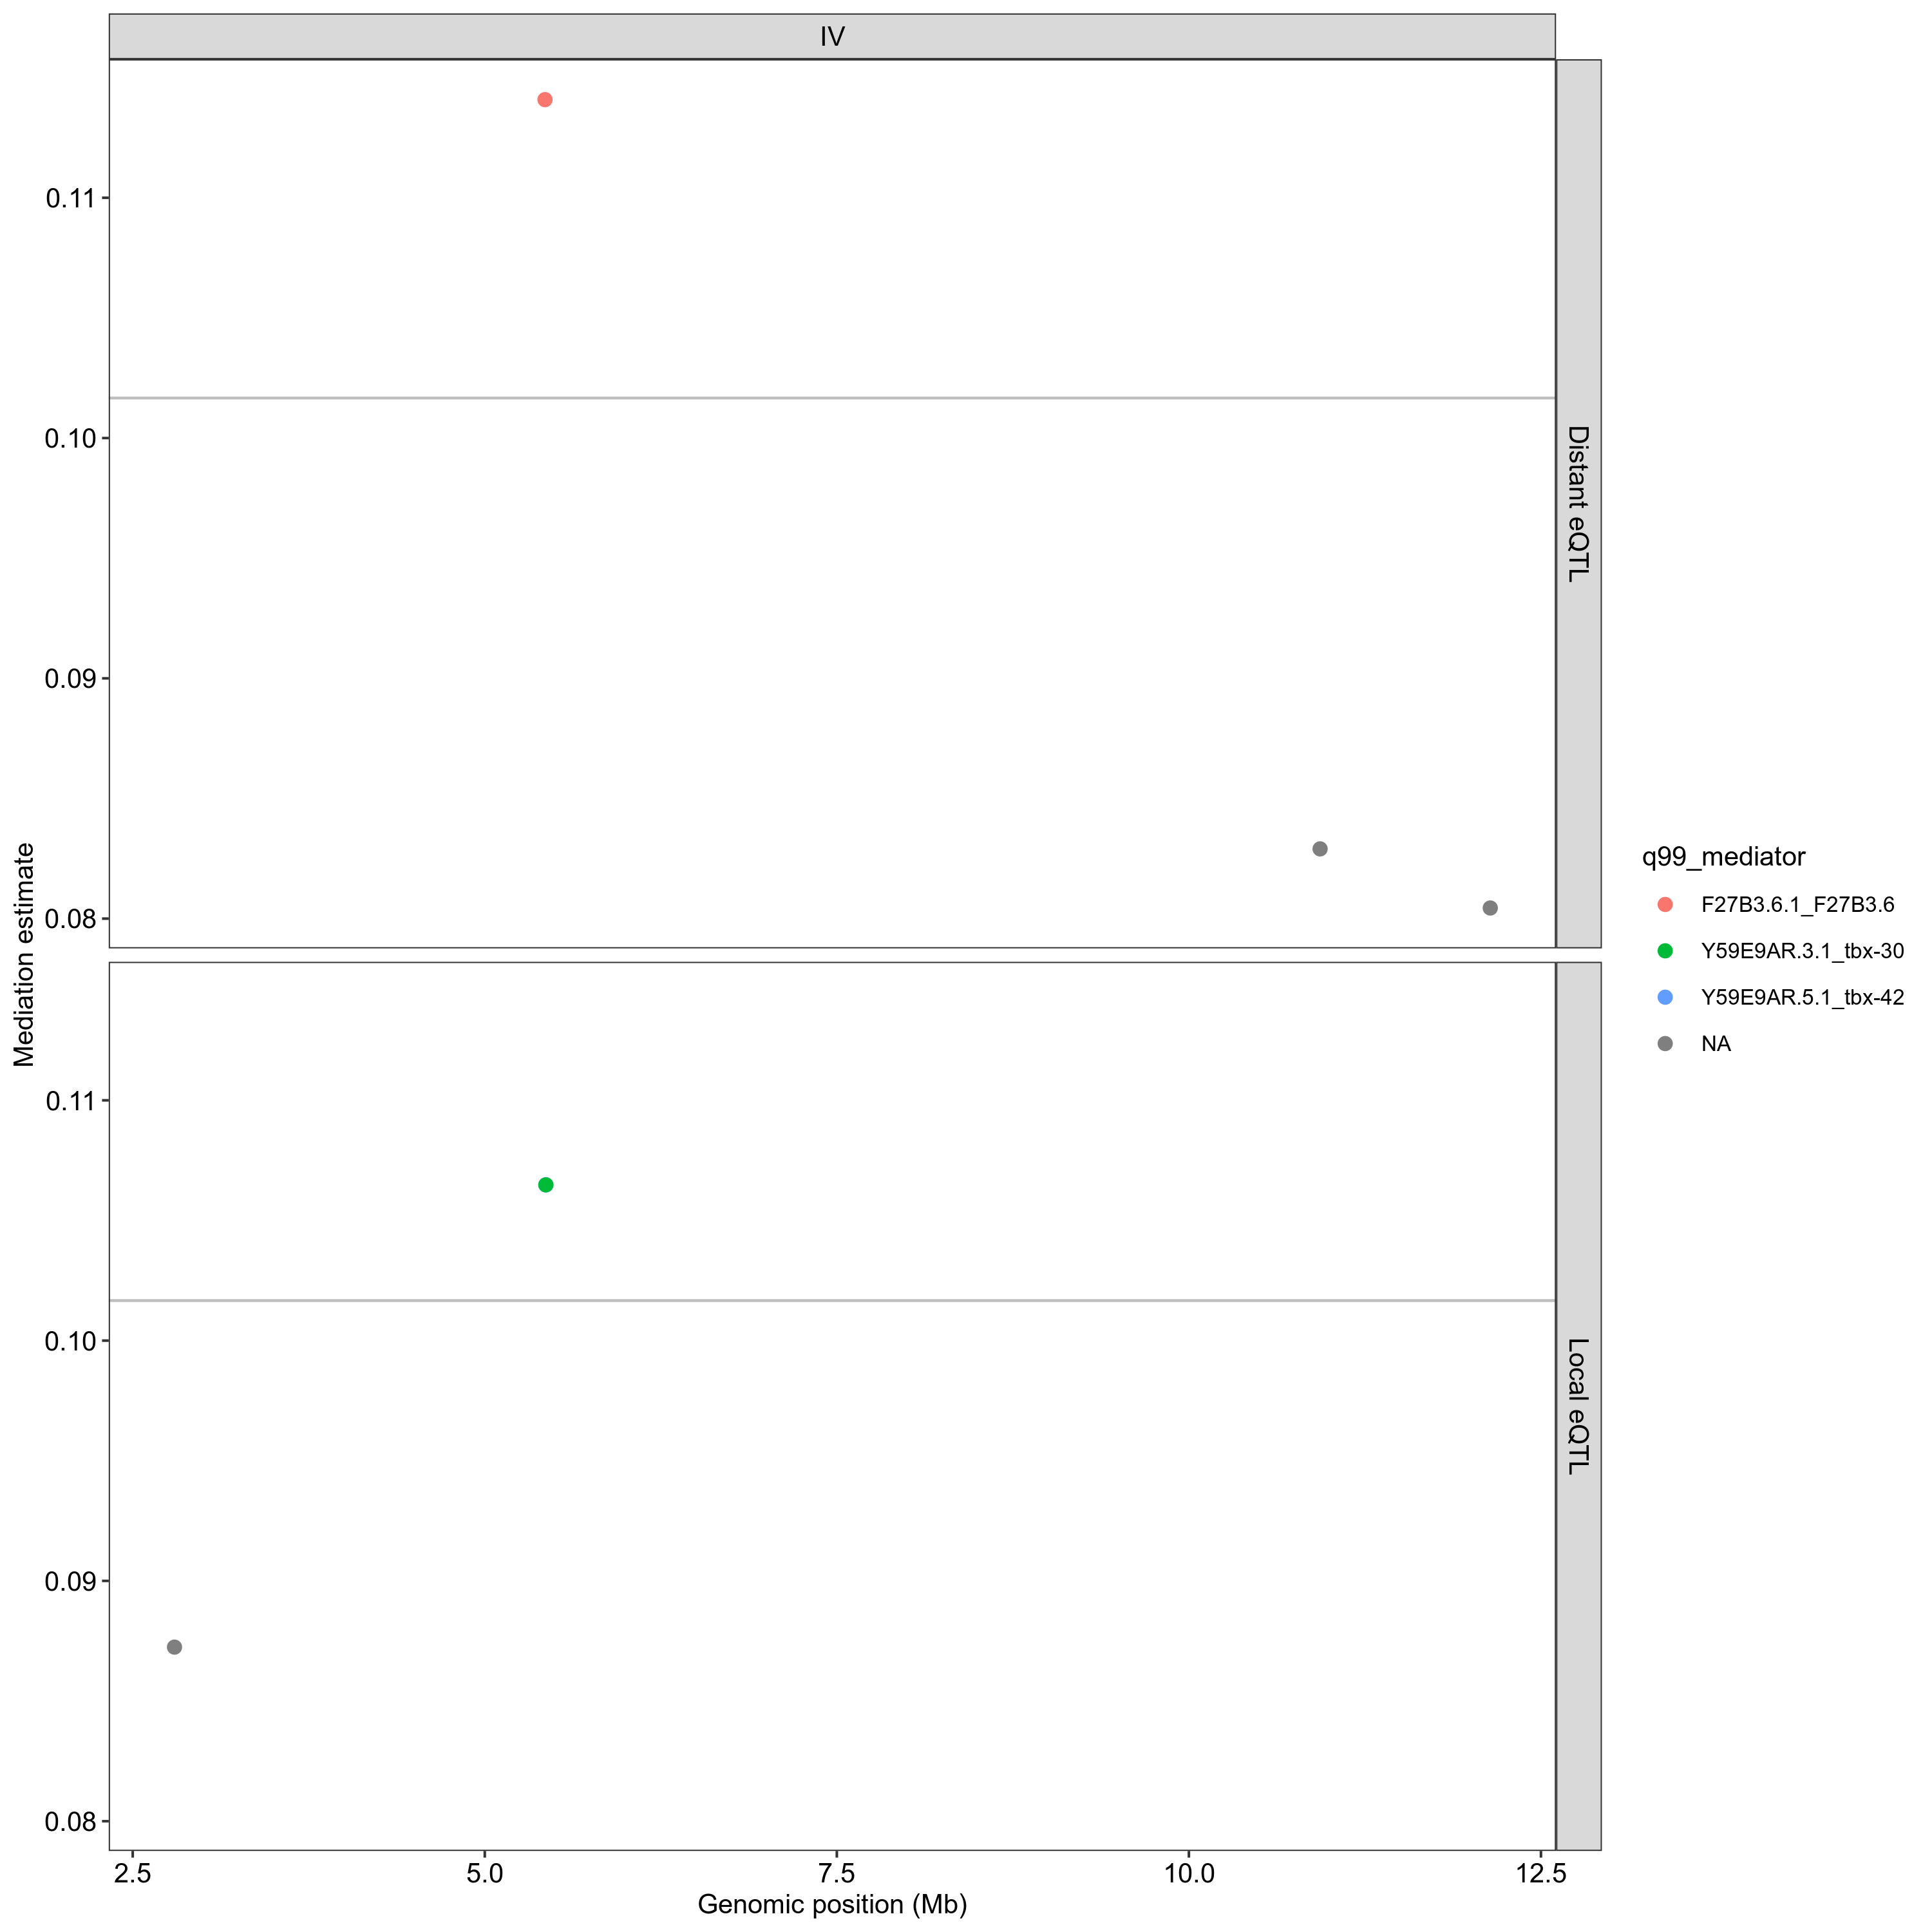 IV
0.11
0.10
0.09
0.08
Distant eQTL
Mediation estimate
0.11
0.10
0.09
0.08
Local eQTL
2.5 5.0 7.5 10.0 12.5
Genomic position (Mb)
q99_mediator
F27B3.6.1_F27B3.6
Y59E9AR.3.1_tbx-30
Y59E9AR.5.1_tbx-42
NA